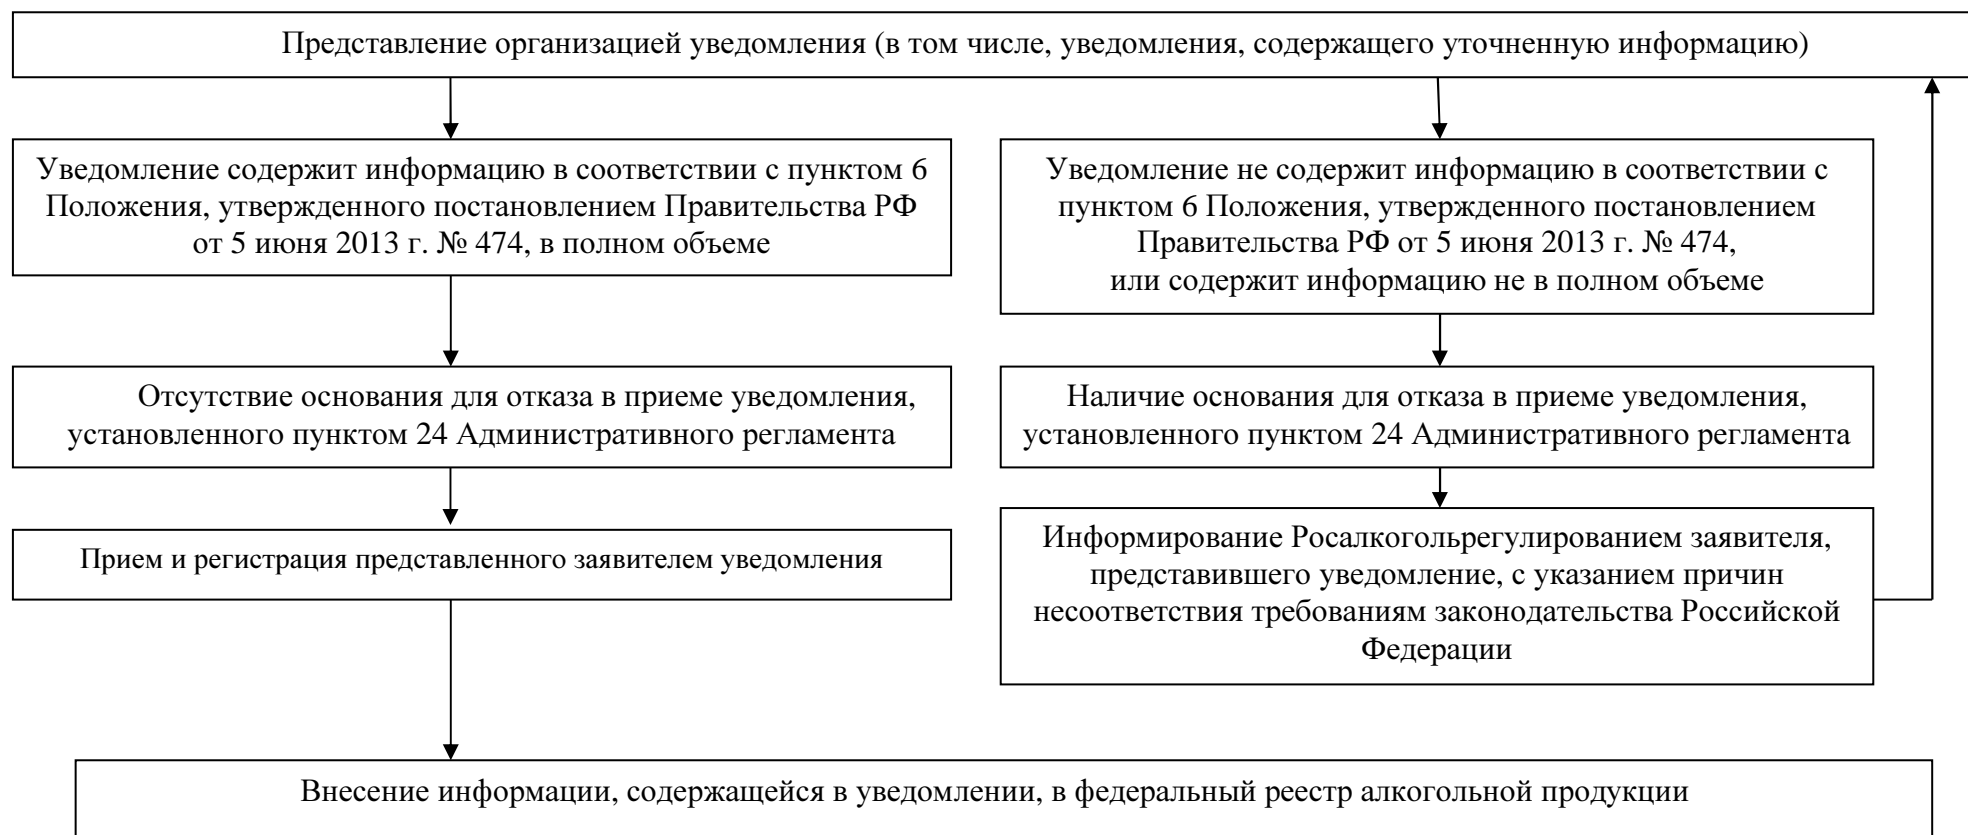 Представление организацией уведомления (в том числе, уведомления, содержащего уточненную информацию)
Уведомление содержит информацию в соответствии с пунктом 6
Положения, утвержденного постановлением Правительства РФ
от 5 июня 2013 г. № 474, в полном объеме
Уведомление не содержит информацию в соответствии с
пунктом 6 Положения, утвержденного постановлением
Правительства РФ от 5 июня 2013 г. № 474,
или содержит информацию не в полном объеме
Отсутствие основания для отказа в приеме уведомления,
установленного пунктом 24 Административного регламента
Наличие основания для отказа в приеме уведомления,
установленного пунктом 24 Административного регламента
Прием и регистрация представленного заявителем уведомления
Информирование Росалкогольрегулированием заявителя,
представившего уведомление, с указанием причин
несоответствия требованиям законодательства Российской
Федерации
Внесение информации, содержащейся в уведомлении, в федеральный реестр алкогольной продукции